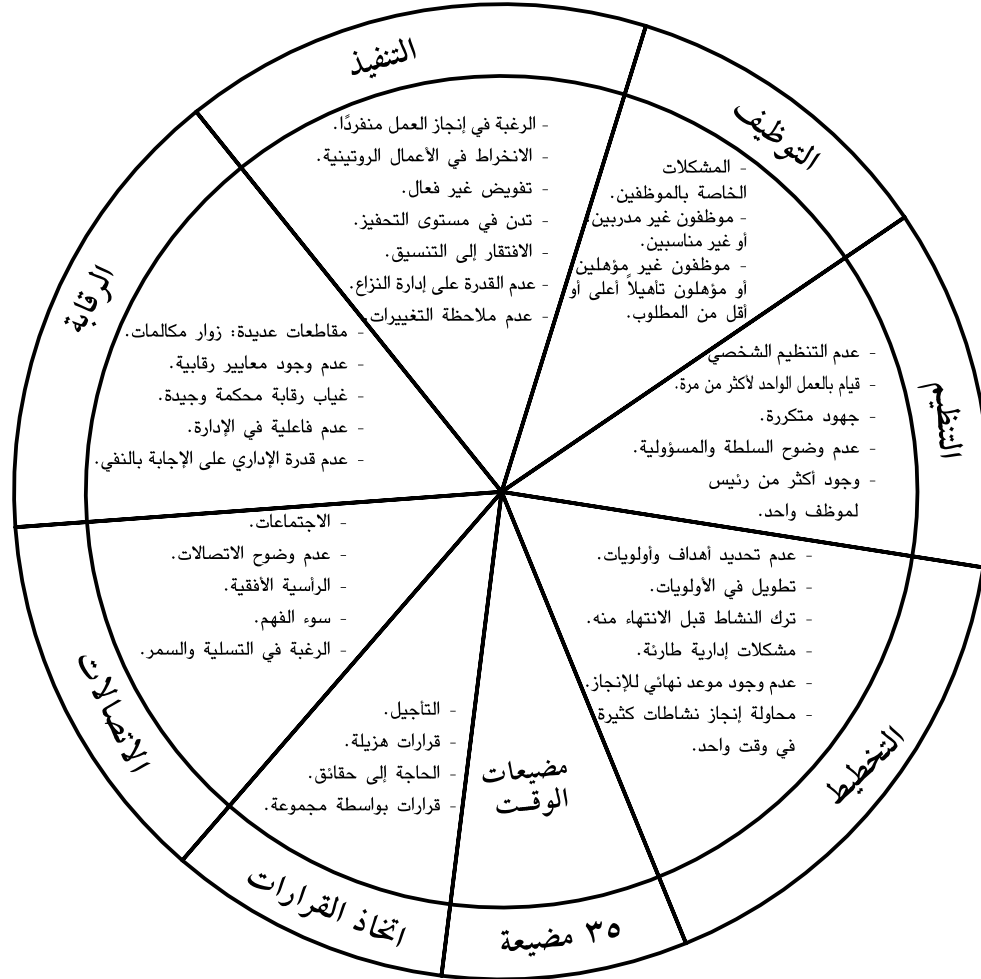 التنفيذ
- الرغبة في إنجاز العمل منفردًا.
- الانخراط في الأعمال الروتينية.
- تفويض غير فعال.
- تدن في مستوى التحفيز.
- الافتقار إلى التنسيق.
- عدم القدرة على إدارة النزاع.
- عدم ملاحظة التغييرات.
التوظيف
- المشكلات
الخاصة بالموظفين.
- موظفون غير مدربين
أو غير مناسبين.
- موظفون غير مؤهلين
أو مؤهلون تأهيلاً أعلى أو
أقل من المطلوب.
التنظيم
- عدم التنظيم الشخصي
- قيام بالعمل الواحد لأكثر من مرة.
- جهود متكررة.
- عدم وضوح السلطة والمسؤولية.
- وجود أكثر من رئيس
لموظف واحد.
التخطيط
- عدم تحديد أهداف وأولويات.
- تطويل في الأولويات.
- ترك النشاط قبل الانتهاء منه.
- مشكلات إدارية طارئة.
- عدم وجود موعد نهائي للإنجاز.
- محاولة إنجاز نشاطات كثيرة
في وقت واحد.
مضيعات
الوقت
٣٥ مضيعة
اتخاذ القرارات
- التأجيل.
- قرارات هزيلة.
- الحاجة إلى حقائق.
- قرارات بواسطة مجموعة.
الاتصالات
- الاجتماعات.
- عدم وضوح الاتصالات.
- الرأسية الأفقية.
- سوء الفهم.
- الرغبة في التسلية والسمر.
الرقابة
- مقاطعات عديدة: زوار مكالمات.
- عدم وجود معايير رقابية.
- غياب رقابة محكمة وجيدة.
- عدم فاعلية في الإدارة.
- عدم قدرة الإداري على الإجابة بالنفي.